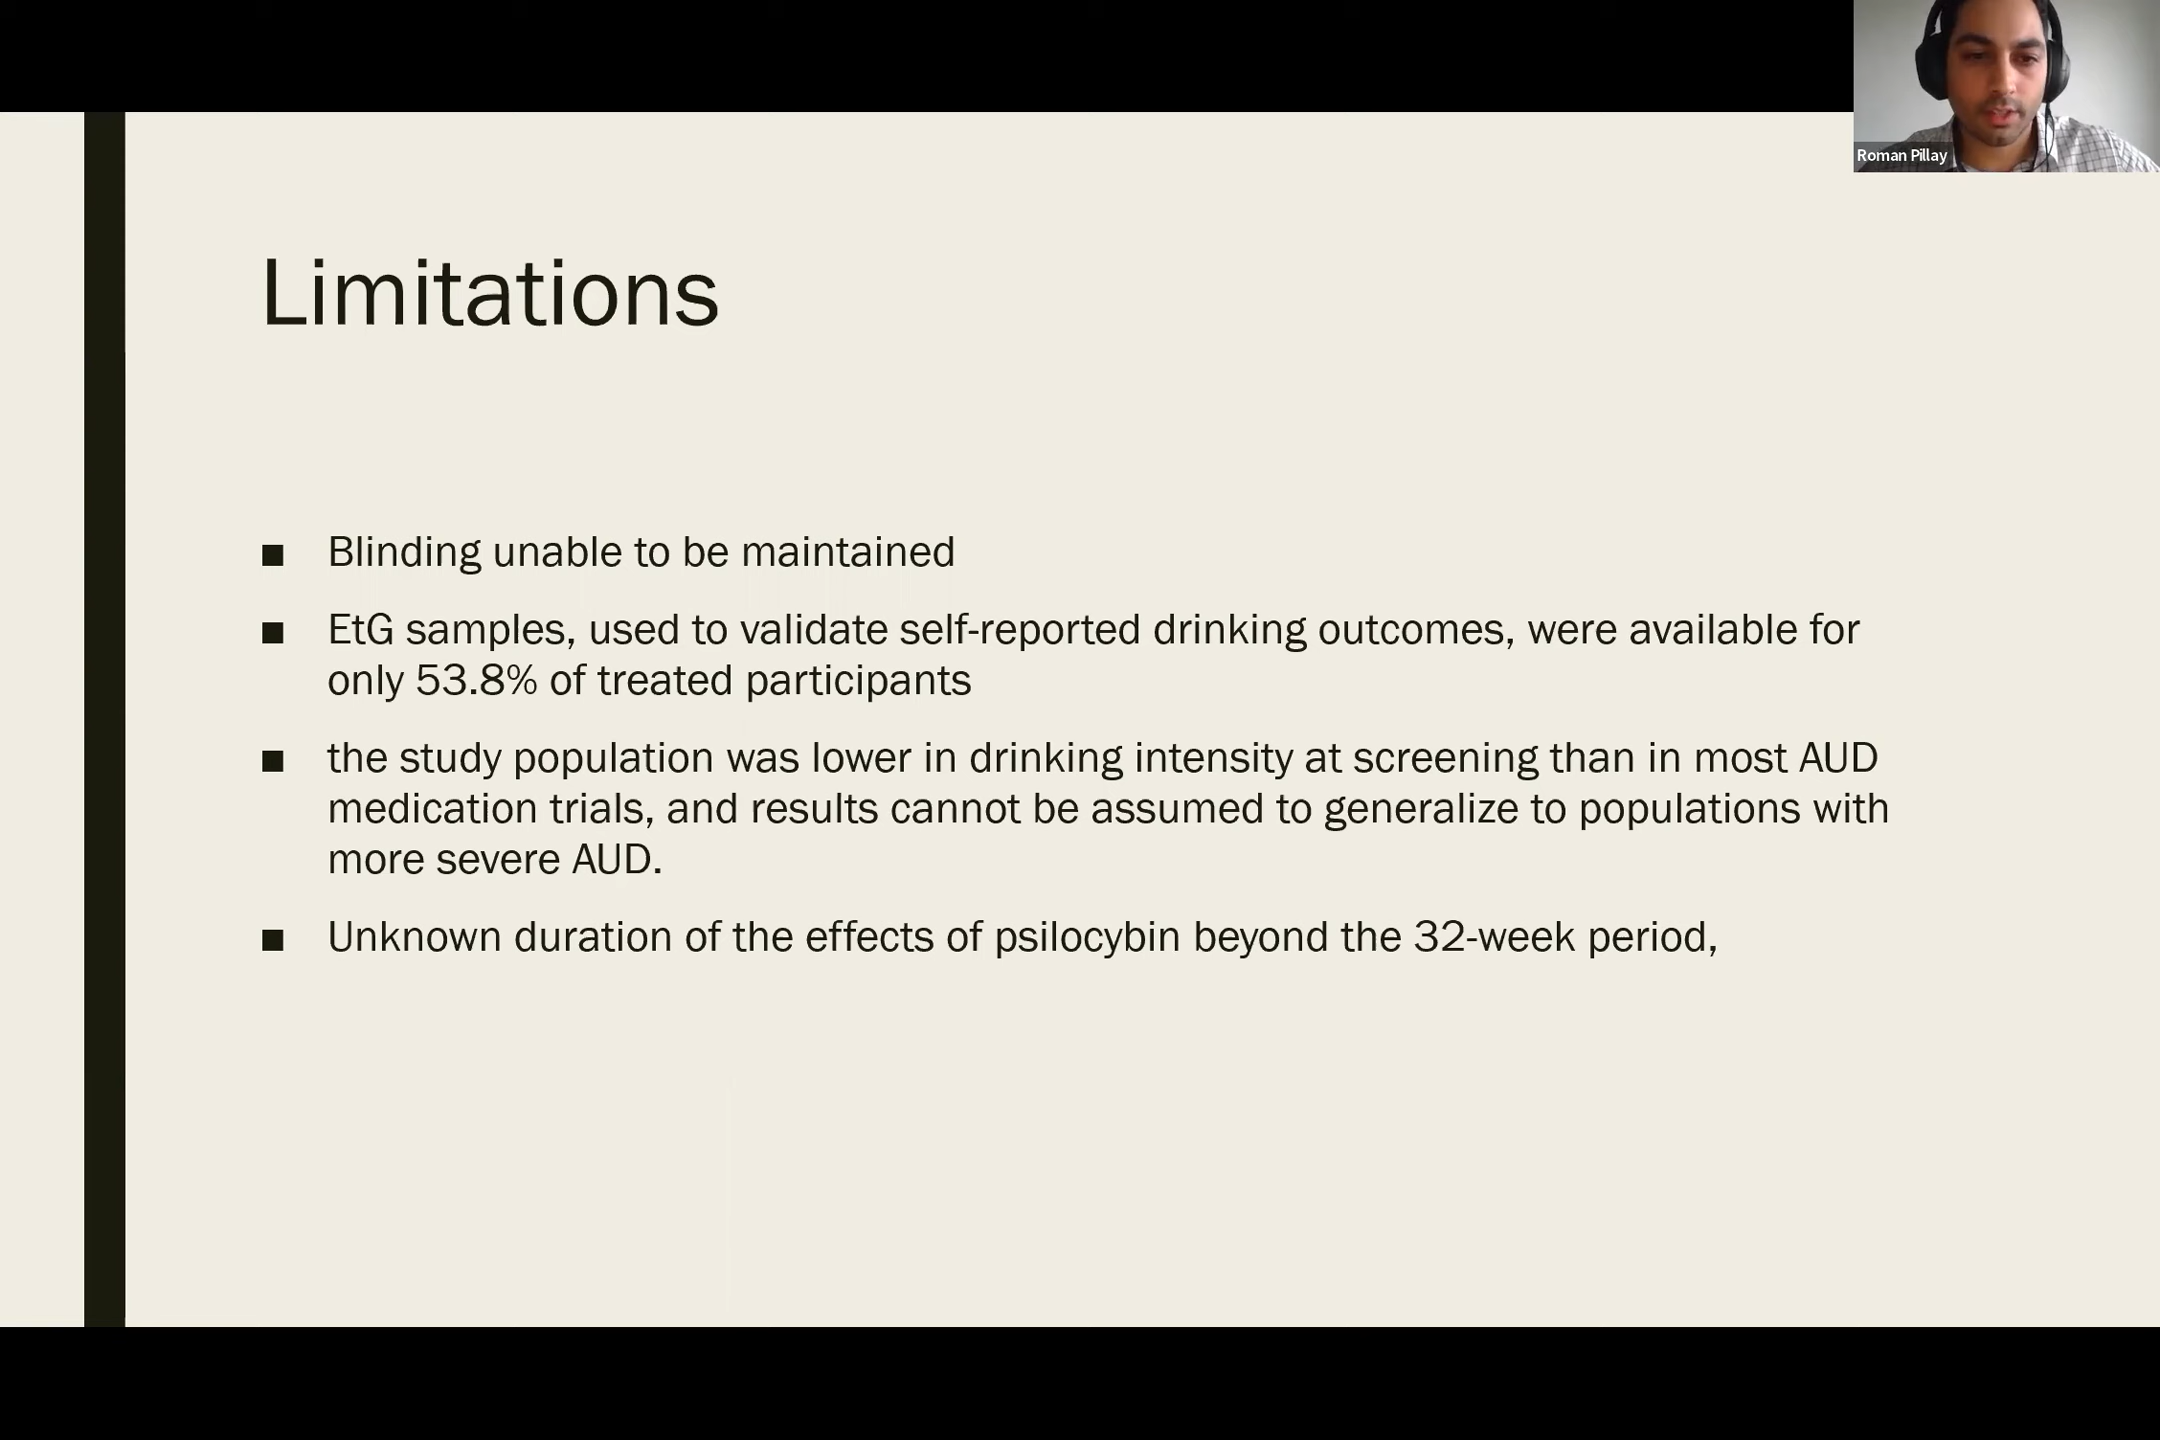 Roman Pillay
Limitations
■ Blinding unable to be maintained
■ EtG samples, used to validate self-reported drinking outcomes, were available for
only 53.8% of treated participants
■ the study population was lower in drinking intensity at screening than in most AUD
medication trials, and results cannot be assumed to generalize to populations with
more severe AUD.
■ Unknown duration of the effects of psilocybin beyond the 32-week period,